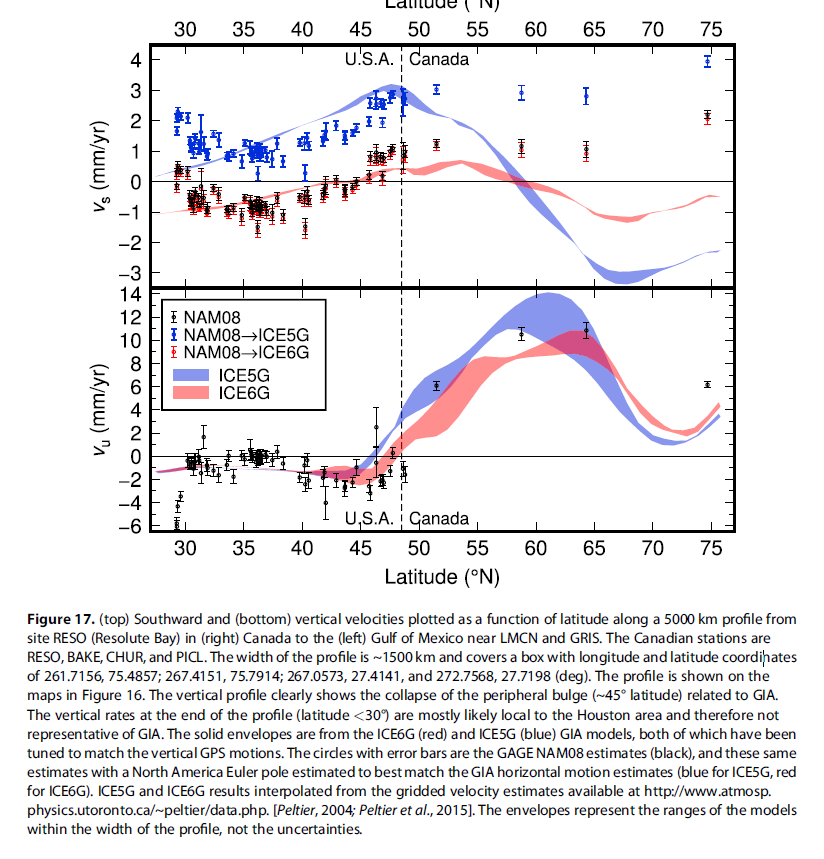 Latitude (°N)
30 35 40 45 50 55 60 65 70 75
U.S.A. Canada
4
3
2
1
0
−1
−2
−3
vs (mm/yr)
14
12
10
8
6
4
2
0
−2
−4
−6
vu (mm/yr)
NAM08
NAM08→ICE5G
NAM08→ICE6G
ICE5G
ICE6G
U.S.A. Canada
30 35 40 45 50 55 60 65 70 75
Latitude (°N)
Figure 17. (top) Southward and (bottom) vertical velocities plotted as a function of latitude along a 5000 km profile from
site RESO (Resolute Bay) in (right) Canada to the (left) Gulf of Mexico near LMCN and GRIS. The Canadian stations are
RESO, BAKE, CHUR, and PICL. The width of the profile is ~1500 km and covers a box with longitude and latitude coordinates
of 261.7156, 75.4857; 267.4151, 75.7914; 267.0573, 27.4141, and 272.7568, 27.7198 (deg). The profile is shown on the
maps in Figure 16. The vertical profile clearly shows the collapse of the peripheral bulge (~45° latitude) related to GIA.
The vertical rates at the end of the profile (latitude <30°) are mostly likely local to the Houston area and therefore not
representative of GIA. The solid envelopes are from the ICE6G (red) and ICE5G (blue) GIA models, both of which have been
tuned to match the vertical GPS motions. The circles with error bars are the GAGE NAM08 estimates (black), and these same
estimates with a North America Euler pole estimated to best match the GIA horizontal motion estimates (blue for ICE5G, red
for ICE6G). ICE5G and ICE6G results interpolated from the gridded velocity estimates available at http://www.atmosp.
physics.utoronto.ca/~peltier/data.php. [Peltier, 2004; Peltier et al., 2015]. The envelopes represent the ranges of the models
within the width of the profile, not the uncertainties.